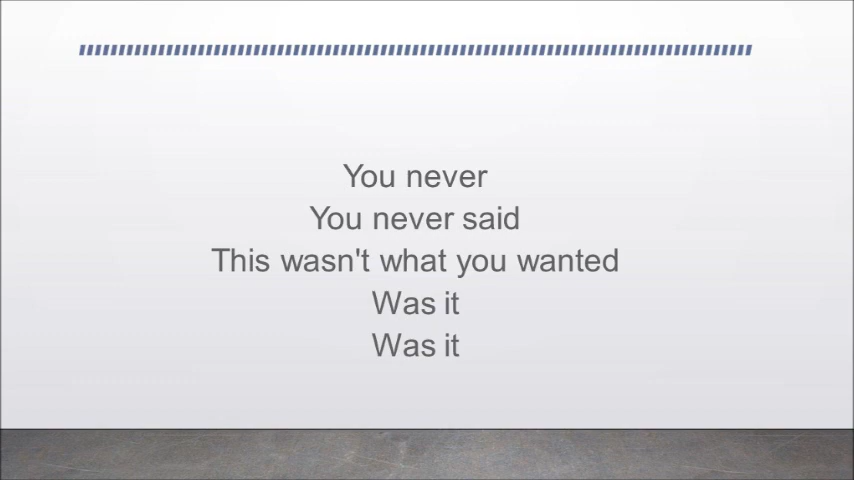 You never
You never said
This wasn't what you wanted
Was it
Was it